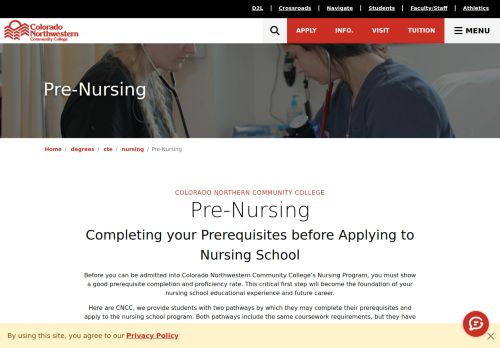 D2L | Crossroads | Navigate | Students | Faculty/Staff | Athletics
Colorado
Northwestern
Community College
APPLY INFO. VISIT TUITION MENU
Pre-Nursing
Home / degrees / cte / nursing / Pre-Nursing
COLORADO NORTHERN COMMUNITY COLLEGE
Pre-Nursing
Completing your Prerequisites before Applying to
Nursing School
Before you can be admitted into Colorado Northwestern Community College's Nursing Program, you must show
a good prerequisite completion and proficiency rate. This critical first step will become the foundation of your
nursing school educational experience and future career.
Here are CNCC, we provide students with two pathways by which they may complete their prerequisites and
apply to the nursing school program. Both pathways include the same coursework requirements, but they have
By using this site, you agree to our Privacy Policy
×